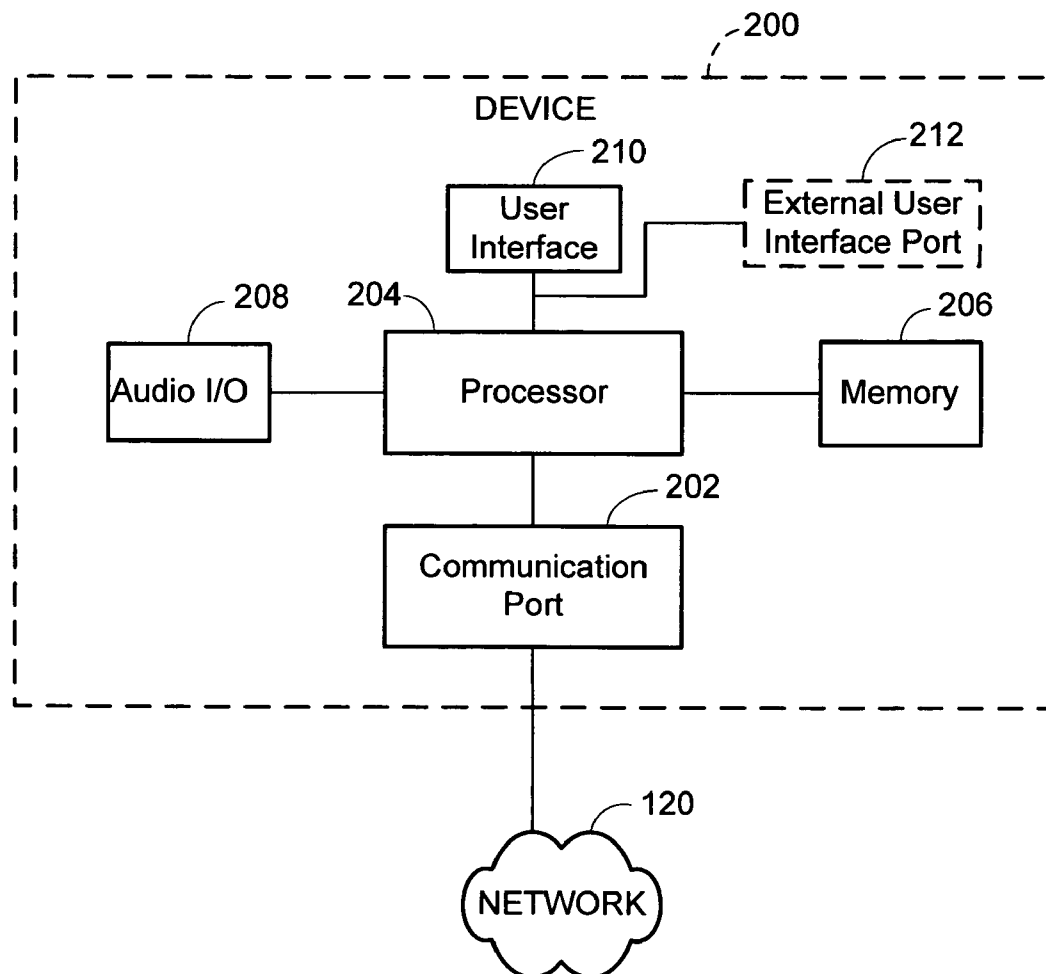 200
DEVICE
210
212
User
Interface
External User
Interface Port
208
204
206
Audio I/O
Processor
Memory
202
Communication
Port
120
NETWORK